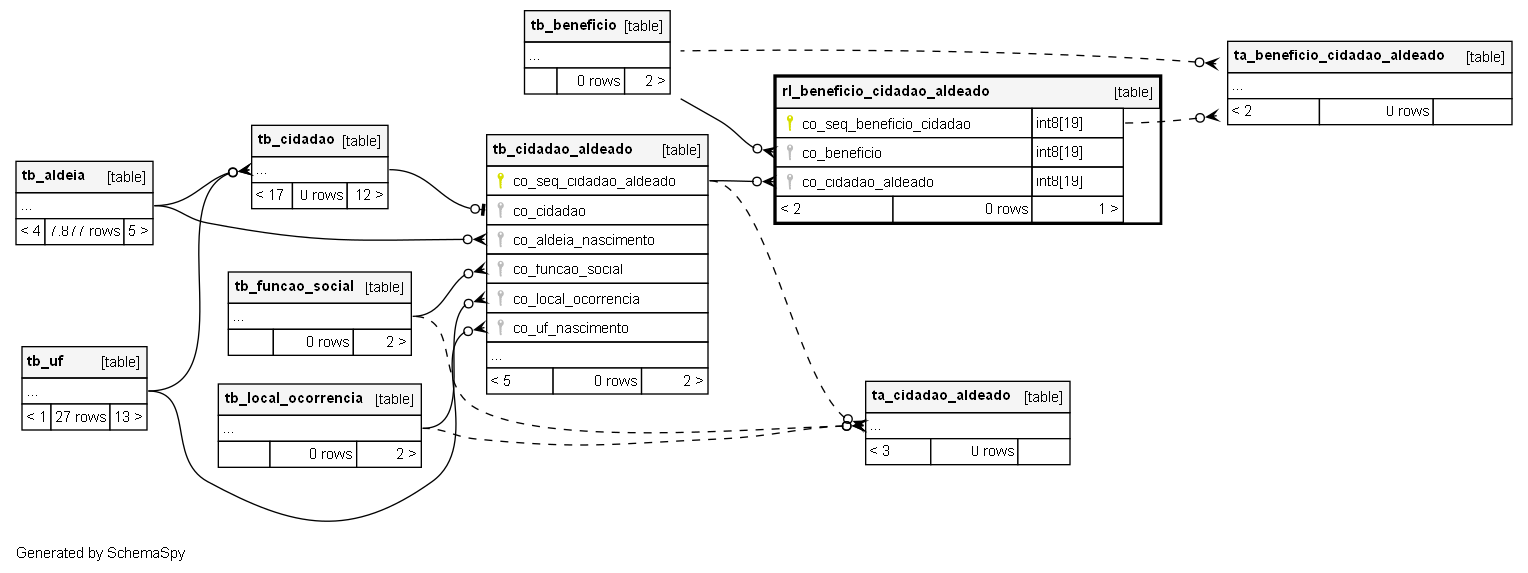 tb_beneficio [table]
...
0 rows 2 >
ta_beneficio_cidadao_aldeado [table]
...
< 2 0 rows
rl_beneficio_cidadao_aldeado [table]
co_seq_beneficio_cidadao int8[19]
co_beneficio int8[19]
co_cidadao_aldeado int8[19]
< 2 0 rows 1 >
tb_cidadao [table]
...
< 17 0 rows 12 >
tb_cidadao_aldeado [table]
co_seq_cidadao_aldeado
co_cidadao
co_aldeia_nascimento
co_funcao_social
co_local_ocorrencia
co_uf_nascimento
...
< 5 0 rows 2 >
tb_aldeia [table]
...
< 4 7.877 rows 5 >
tb_funcao_social [table]
...
0 rows 2 >
tb_uf [table]
...
< 1 27 rows 13 >
tb_local_ocorrencia [table]
...
0 rows 2 >
ta_cidadao_aldeado [table]
...
< 3 0 rows
Generated by SchemaSpy